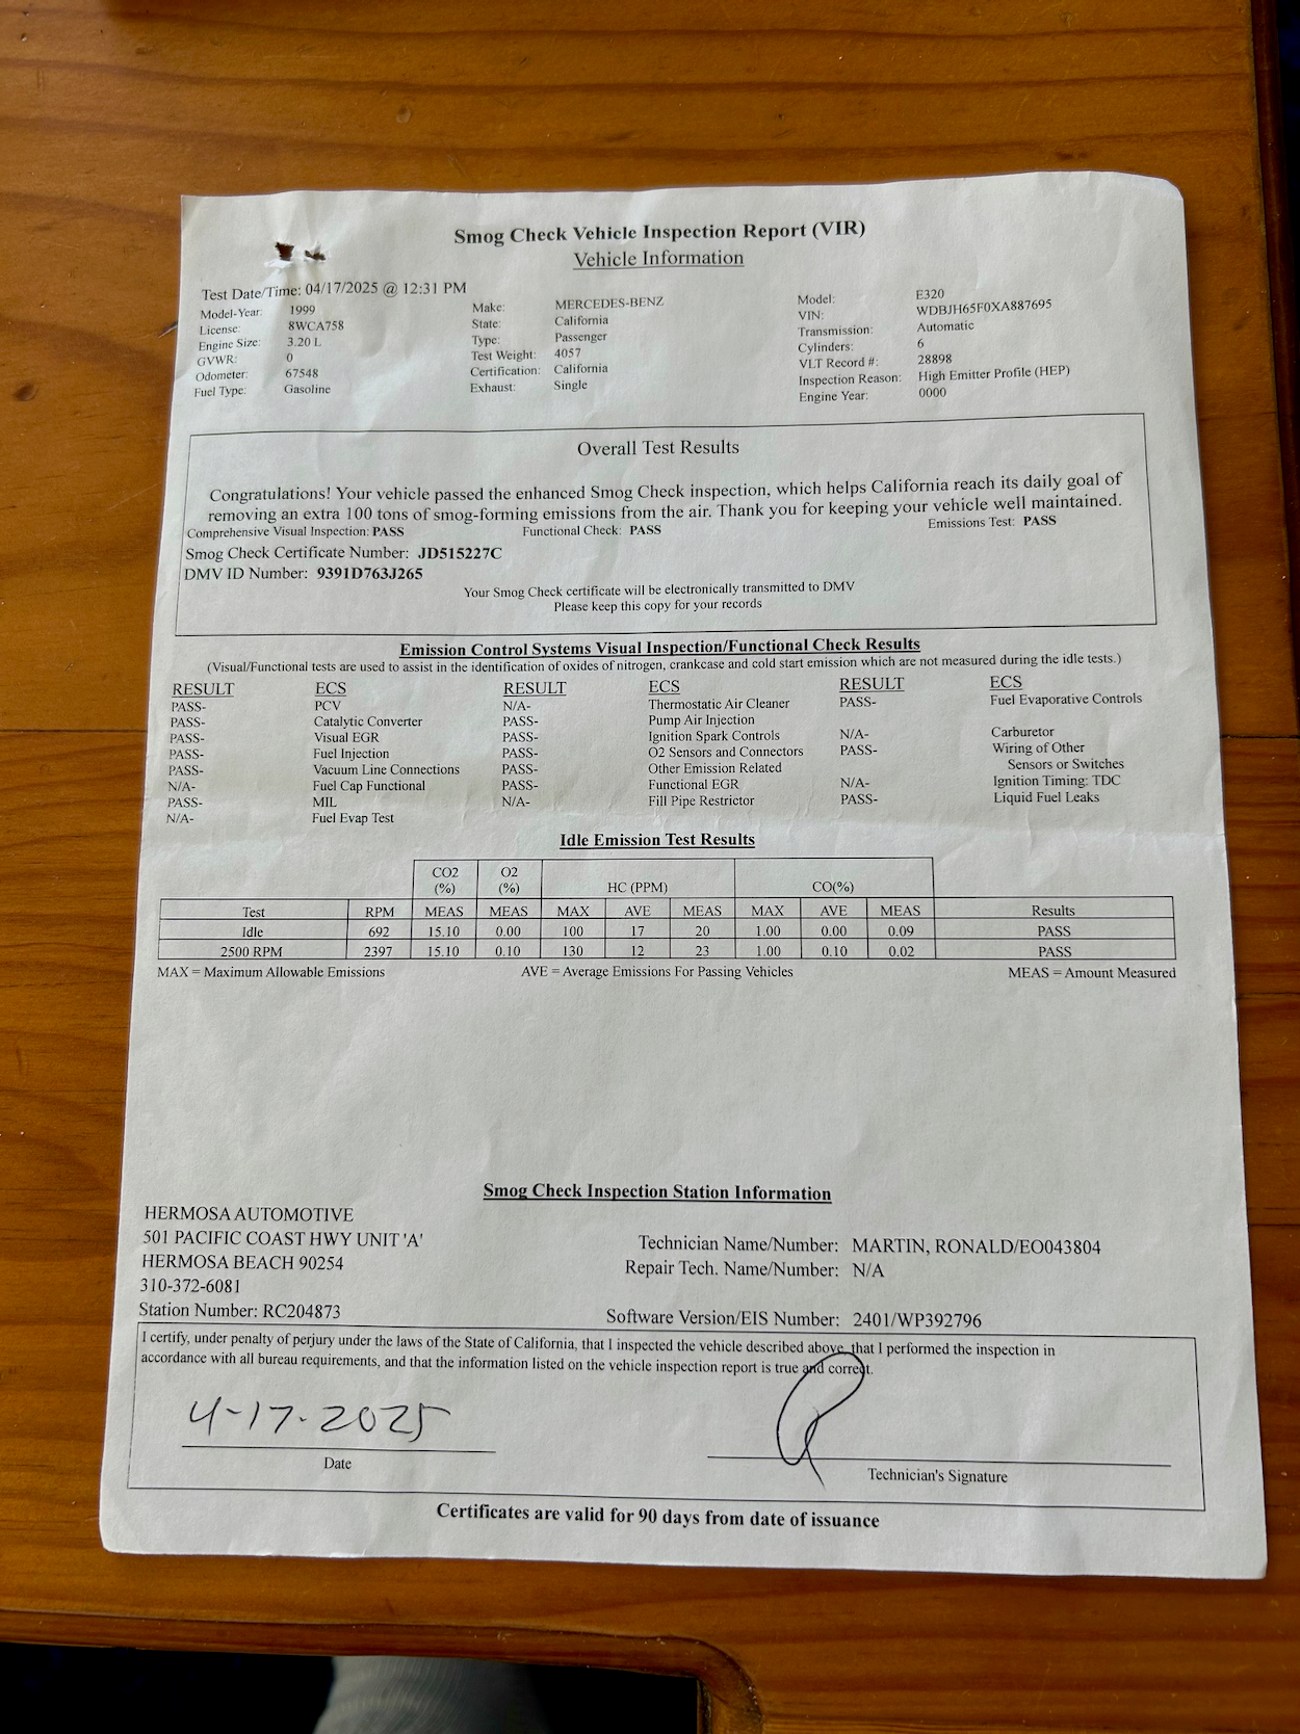 Smog Check Vehicle Inspection Report (VIR)
Vehicle Information
Test Date/Time: 04/17/2025 @ 12:31 PM
Model-Year: 1999 Make: MERCEDES-BENZ Model: E320
License: 8WCA758 State: California VIN: WDBJH65F0XA887695
Engine Size: 3.20 L Type: Passenger Transmission: Automatic
GVWR: 0 Test Weight: 4057 Cylinders: 6
Odometer: 67548 Certification: California VLT Record #: 28898
Fuel Type: Gasoline Exhaust: Single Inspection Reason: High Emitter Profile (HEP)
Engine Year: 0000
Overall Test Results
Congratulations! Your vehicle passed the enhanced Smog Check inspection, which helps California reach its daily goal of
removing an extra 100 tons of smog-forming emissions from the air. Thank you for keeping your vehicle well maintained.
Comprehensive Visual Inspection: PASS Functional Check: PASS Emissions Test: PASS
Smog Check Certificate Number: JD515227C
DMV ID Number: 9391D763J265
Your Smog Check certificate will be electronically transmitted to DMV
Please keep this copy for your records
Emission Control Systems Visual Inspection/Functional Check Results
(Visual/Functional tests are used to assist in the identification of oxides of nitrogen, crankcase and cold start emission which are not measured during the idle tests.)
RESULT ECS RESULT ECS RESULT ECS
PASS- PCV N/A- Thermostatic Air Cleaner PASS- Fuel Evaporative Controls
PASS- Catalytic Converter PASS- Pump Air Injection
PASS- Visual EGR PASS- Ignition Spark Controls N/A- Carburetor
PASS- Fuel Injection PASS- O2 Sensors and Connectors PASS- Wiring of Other
PASS- Vacuum Line Connections PASS- Other Emission Related Sensors or Switches
N/A- Fuel Cap Functional PASS- Functional EGR N/A- Ignition Timing: TDC
PASS- MIL N/A- Fill Pipe Restrictor PASS- Liquid Fuel Leaks
N/A- Fuel Evap Test
Idle Emission Test Results
CO2 O2
(%) (%) HC (PPM) CO(%)
Test RPM MEAS MEAS MAX AVE MEAS MAX AVE MEAS Results
Idle 692 15.10 0.00 100 17 20 1.00 0.00 0.09 PASS
2500 RPM 2397 15.10 0.10 130 12 23 1.00 0.10 0.02 PASS
MAX = Maximum Allowable Emissions AVE = Average Emissions For Passing Vehicles MEAS = Amount Measured
Smog Check Inspection Station Information
HERMOSA AUTOMOTIVE
501 PACIFIC COAST HWY UNIT 'A' Technician Name/Number: MARTIN, RONALD/EO043804
HERMOSA BEACH 90254 Repair Tech. Name/Number: N/A
310-372-6081
Station Number: RC204873 Software Version/EIS Number: 2401/WP392796
I certify, under penalty of perjury under the laws of the State of California, that I inspected the vehicle described above, that I performed the inspection in
accordance with all bureau requirements, and that the information listed on the vehicle inspection report is true and correct.
4-17-2025
Date Technician's Signature
Certificates are valid for 90 days from date of issuance